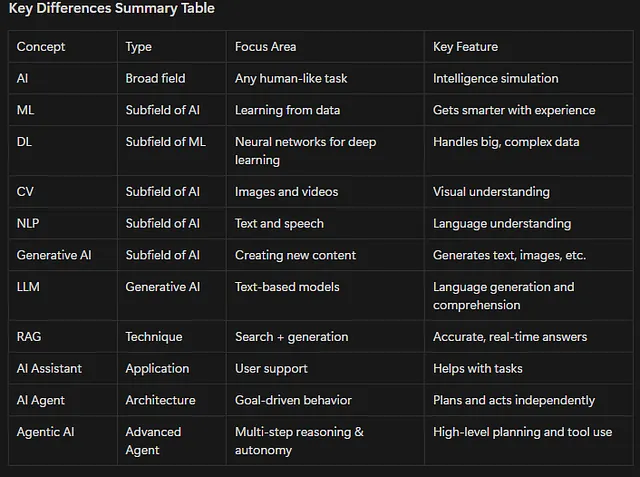 Key Differences Summary Table
Concept Type Focus Area Key Feature
AI Broad field Any human-like task Intelligence simulation
ML Subfield of AI Learning from data Gets smarter with experience
DL Subfield of ML Neural networks for deep Handles big, complex data
learning
CV Subfield of AI Images and videos Visual understanding
NLP Subfield of AI Text and speech Language understanding
Generative AI Subfield of AI Creating new content Generates text, images, etc.
LLM Generative AI Text-based models Language generation and
comprehension
RAG Technique Search + generation Accurate, real-time answers
AI Assistant Application User support Helps with tasks
AI Agent Architecture Goal-driven behavior Plans and acts independently
Agentic AI Advanced Multi-step reasoning & High-level planning and tool use
Agent autonomy